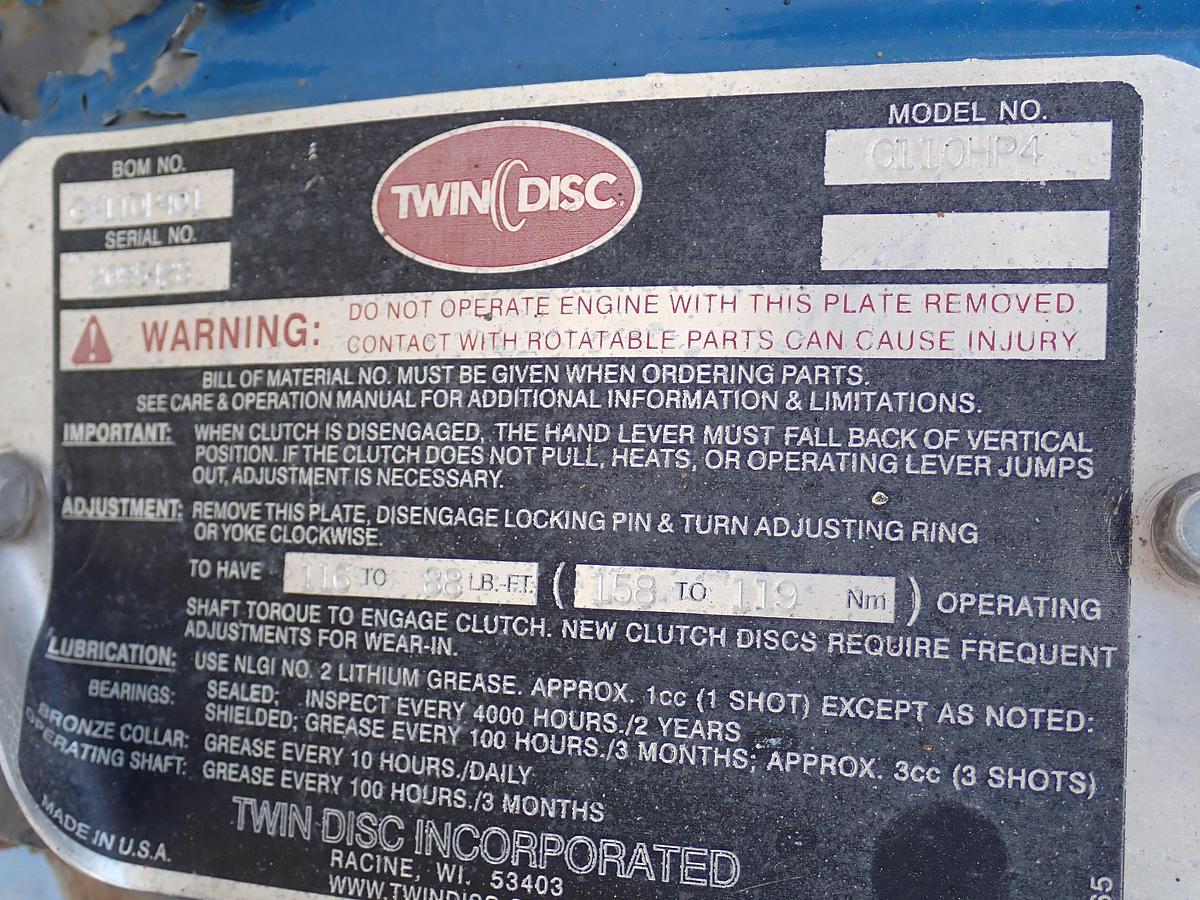 BOM NO.
SERIAL NO.
TWIN DISC
MODEL NO.
C110HP4
WARNING:
DO NOT OPERATE ENGINE WITH THIS PLATE REMOVED
CONTACT WITH ROTATABLE PARTS CAN CAUSE INJURY.
BILL OF MATERIAL NO. MUST BE GIVEN WHEN ORDERING PARTS.
SEE CARE & OPERATION MANUAL FOR ADDITIONAL INFORMATION & LIMITATIONS.
IMPORTANT: WHEN CLUTCH IS DISENGAGED, THE HAND LEVER MUST FALL BACK OF VERTICAL
POSITION. IF THE CLUTCH DOES NOT PULL, HEATS, OR OPERATING LEVER JUMPS
OUT, ADJUSTMENT IS NECESSARY.
ADJUSTMENT: REMOVE THIS PLATE, DISENGAGE LOCKING PIN & TURN ADJUSTING RING
OR YOKE CLOCKWISE.
TO HAVE 116 TO 88 LB.-FT. (158 TO 119 Nm) OPERATING
SHAFT TORQUE TO ENGAGE CLUTCH. NEW CLUTCH DISCS REQUIRE FREQUENT
ADJUSTMENTS FOR WEAR-IN.
LUBRICATION: USE NLGI NO. 2 LITHIUM GREASE. APPROX. 1cc (1 SHOT) EXCEPT AS NOTED:
BEARINGS: SEALED; INSPECT EVERY 4000 HOURS./2 YEARS
SHIELDED; GREASE EVERY 100 HOURS./3 MONTHS; APPROX. 3cc (3 SHOTS)
BRONZE COLLAR: GREASE EVERY 10 HOURS./DAILY
OPERATING SHAFT: GREASE EVERY 100 HOURS./3 MONTHS
MADE IN U.S.A.
TWIN DISC INCORPORATED
RACINE, WI. 53403